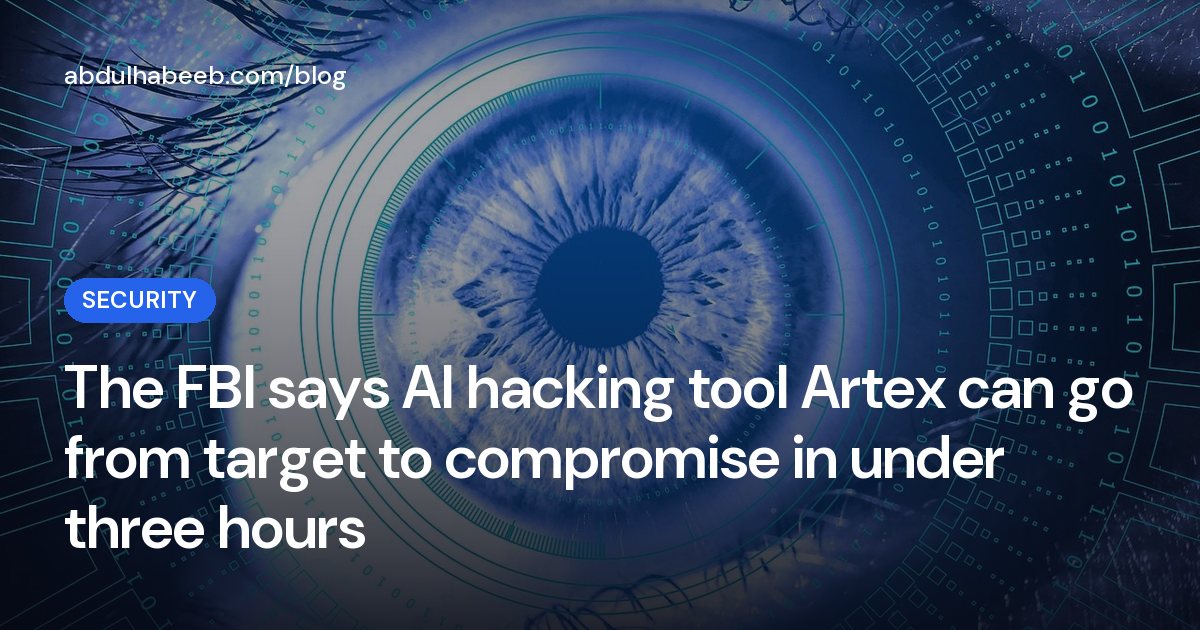 abdulhabeeb.com/blog
SECURITY
The FBI says AI hacking tool Artex can go
from target to compromise in under
three hours